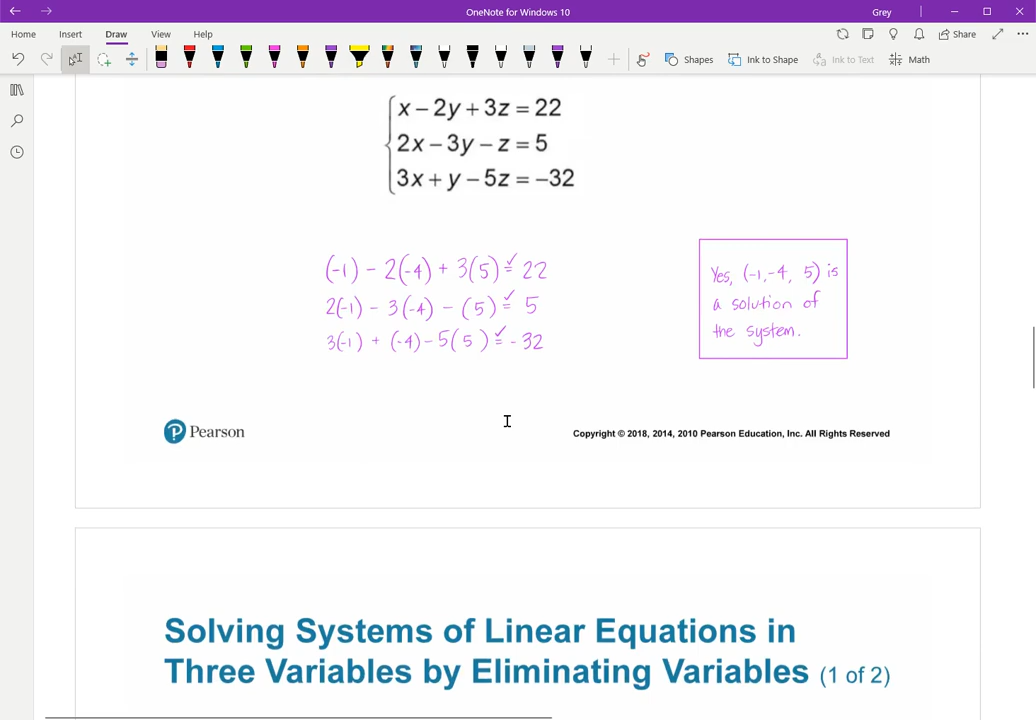 OneNote for Windows 10
Grey
Home Insert Draw View Help
Share
Shapes Ink to Shape Ink to Text Math
x − 2y + 3z = 22
2x − 3y − z = 5
3x + y − 5z = −32
(-1) - 2(-4) + 3(5) =✓ 22
2(-1) - 3(-4) - (5) =✓ 5
3(-1) + (-4) - 5(5) =✓ -32
Yes, (-1,-4, 5) is
a solution of
the system.
Pearson
Copyright © 2018, 2014, 2010 Pearson Education, Inc. All Rights Reserved
Solving Systems of Linear Equations in
Three Variables by Eliminating Variables (1 of 2)